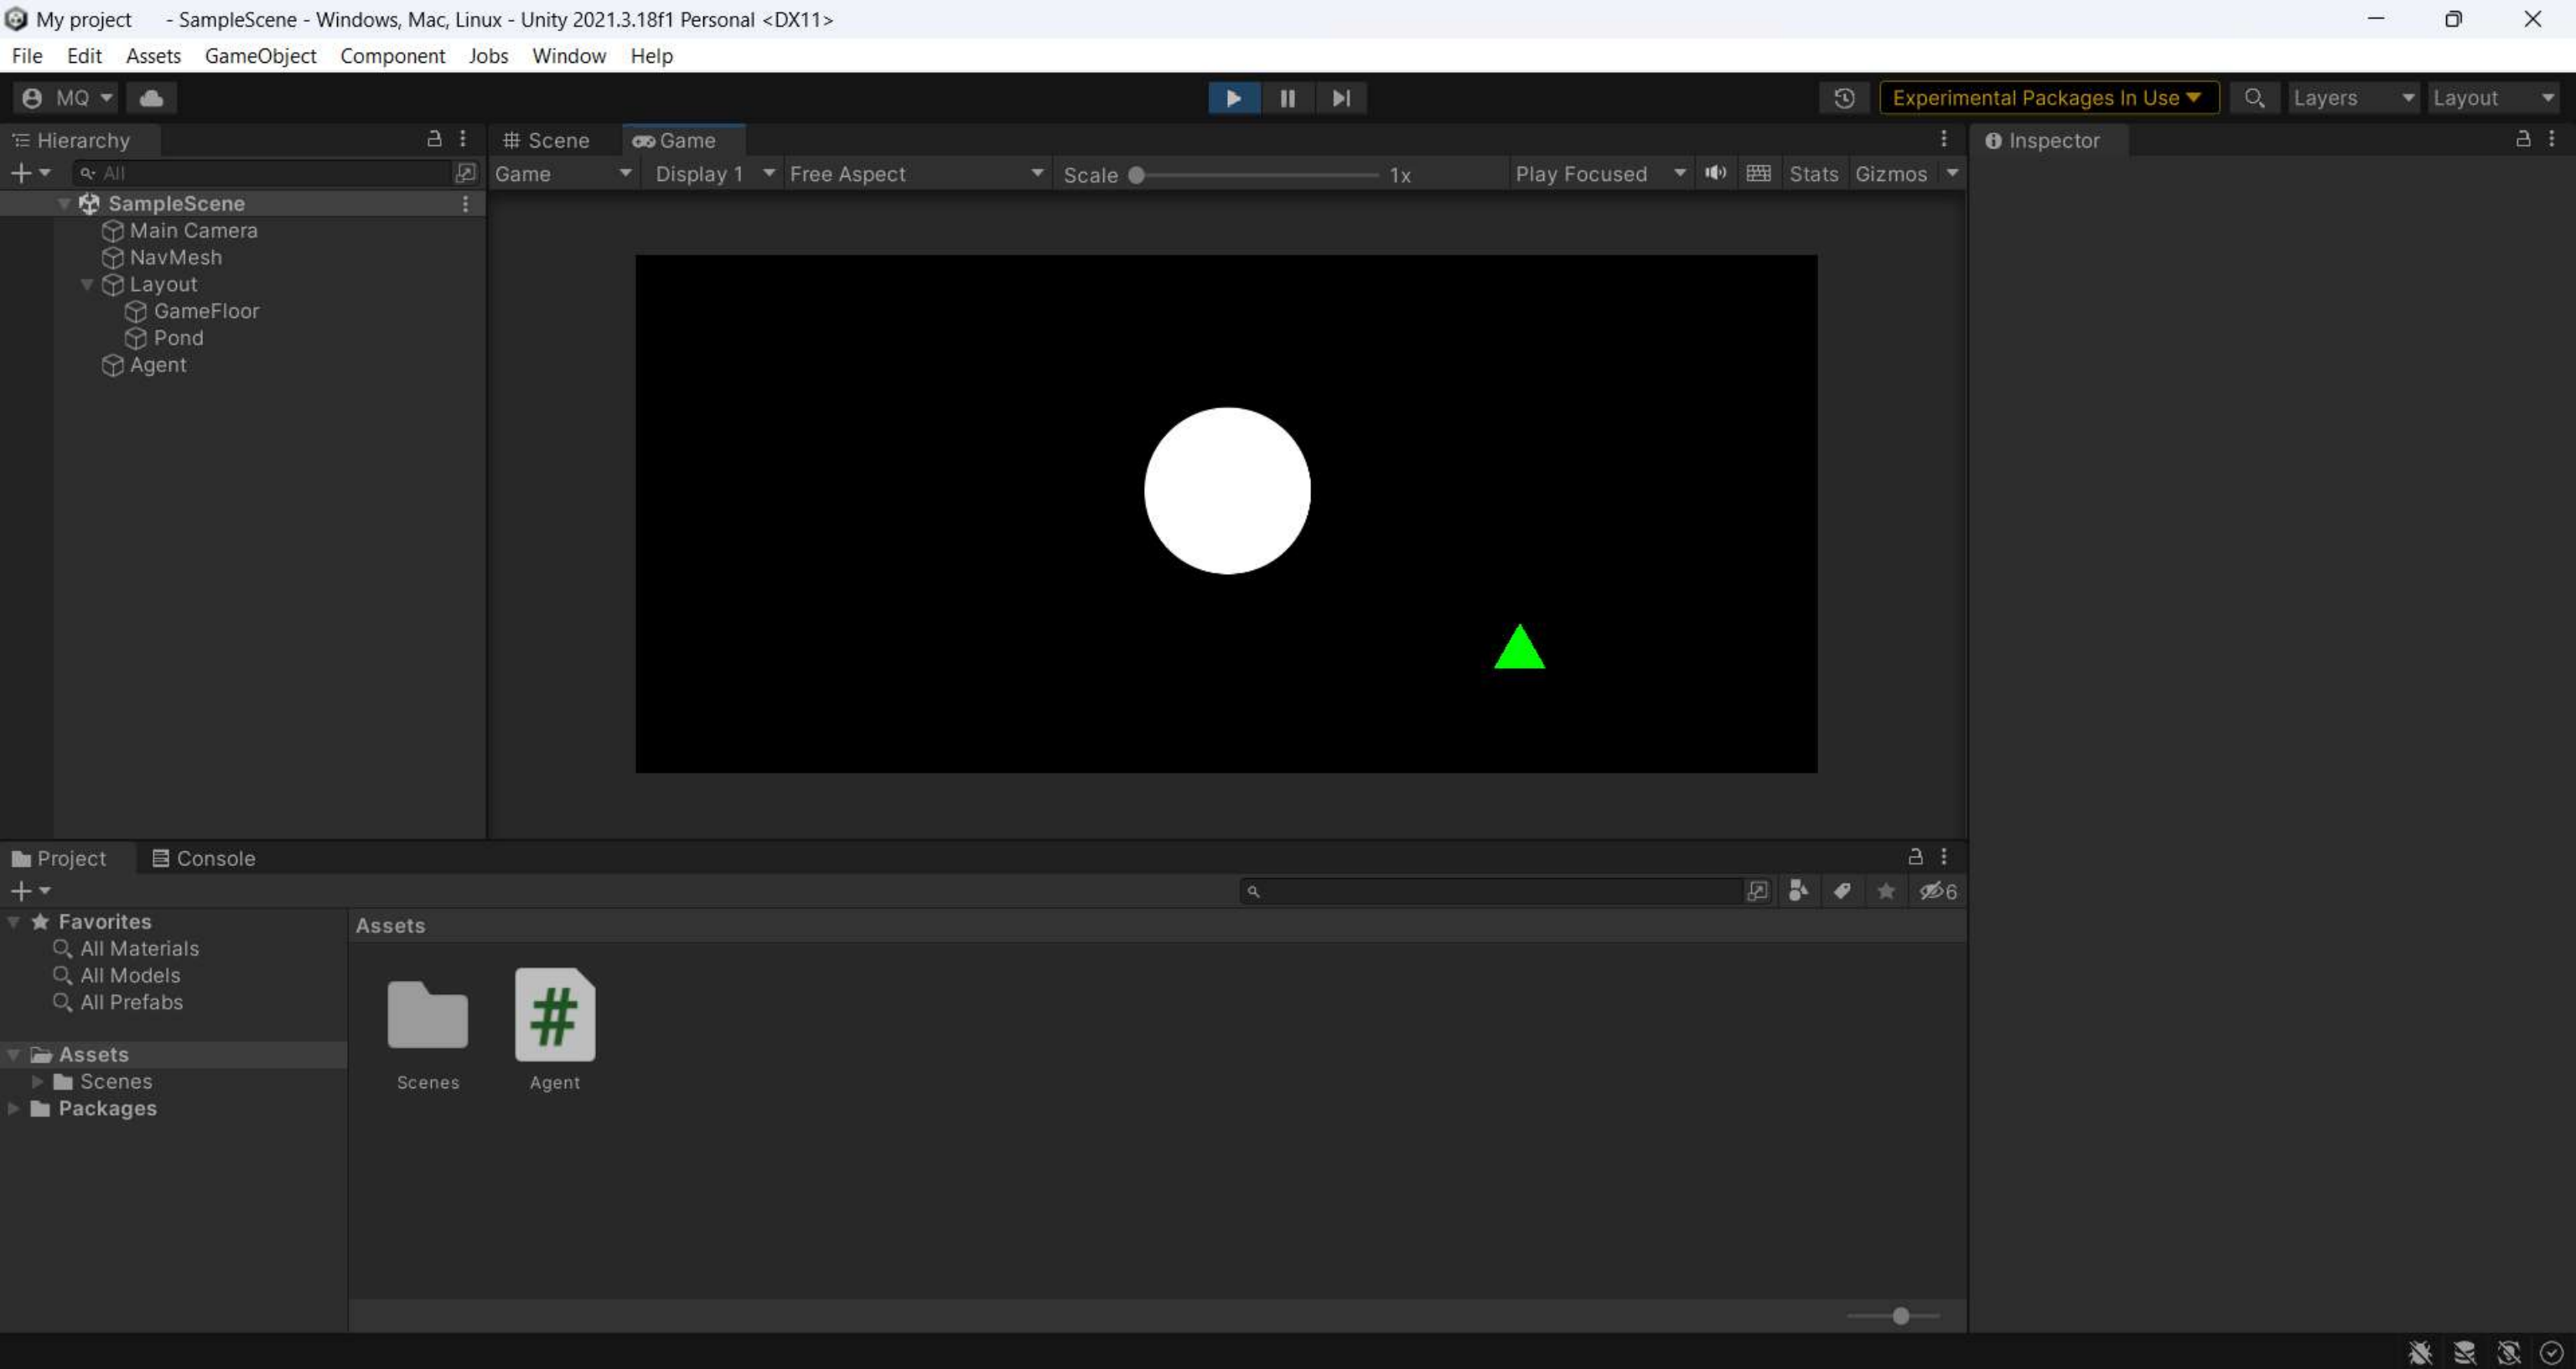 My project - SampleScene - Windows, Mac, Linux - Unity 2021.3.18f1 Personal <DX11>
File Edit Assets GameObject Component Jobs Window Help
MQ Experimental Packages In Use Layers Layout
Hierarchy
All
SampleScene
Main Camera
NavMesh
Layout
GameFloor
Pond
Agent
Scene Game
Game Display 1 Free Aspect Scale 1x Play Focused Stats Gizmos
Inspector
Project Console
6
Favorites
All Materials
All Models
All Prefabs
Assets
Scenes
Packages
Assets
Scenes Agent